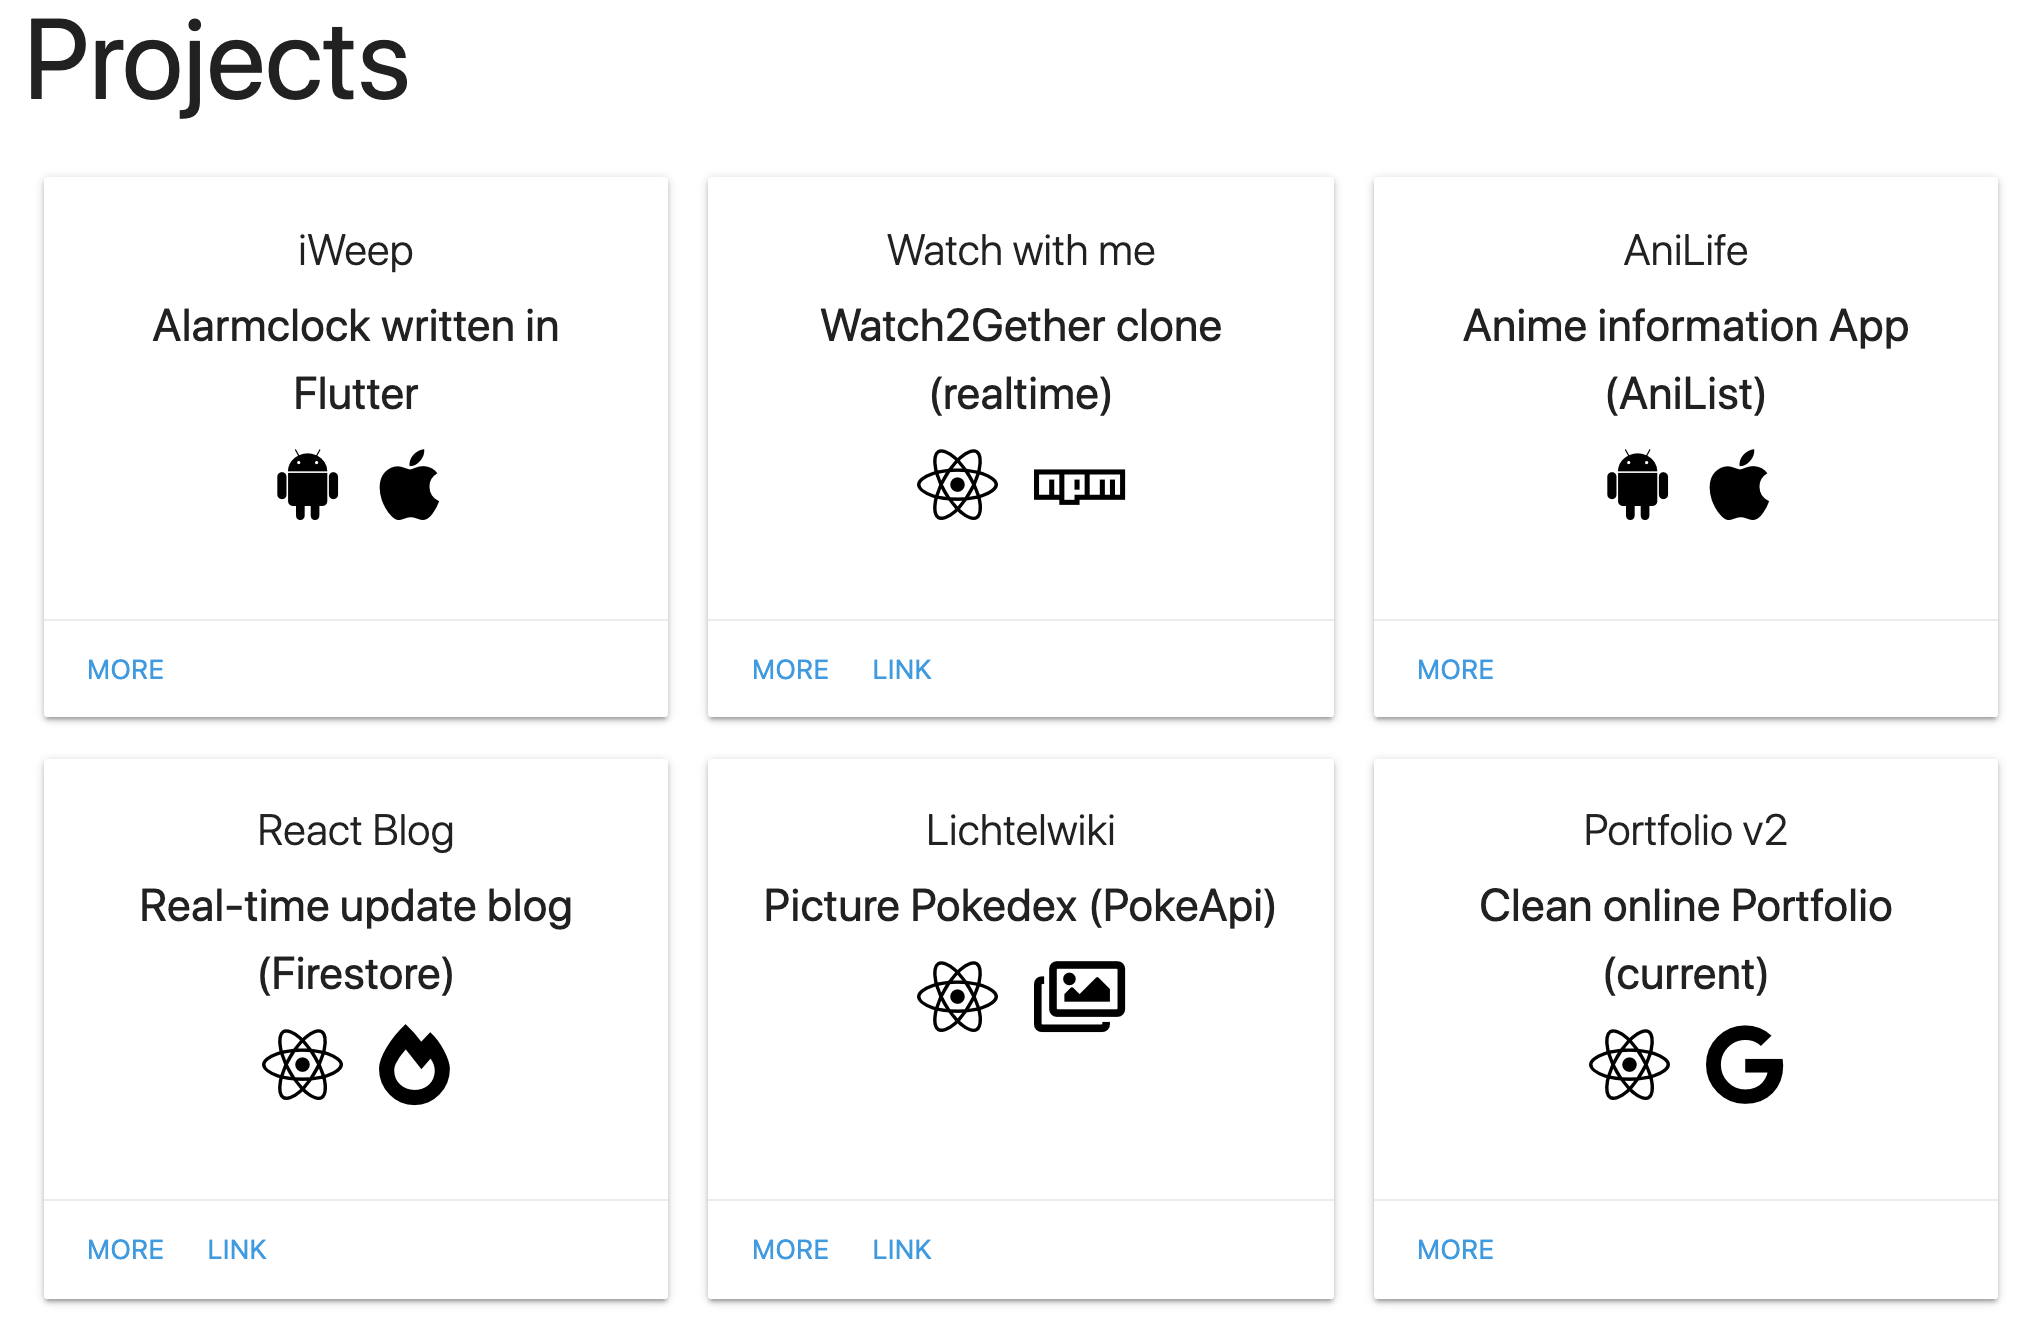 Projects
iWeep
Alarmclock written in
Flutter
MORE
Watch with me
Watch2Gether clone
(realtime)
npm
MORE LINK
AniLife
Anime information App
(AniList)
MORE
React Blog
Real-time update blog
(Firestore)
MORE LINK
Lichtelwiki
Picture Pokedex (PokeApi)
MORE LINK
Portfolio v2
Clean online Portfolio
(current)
G
MORE